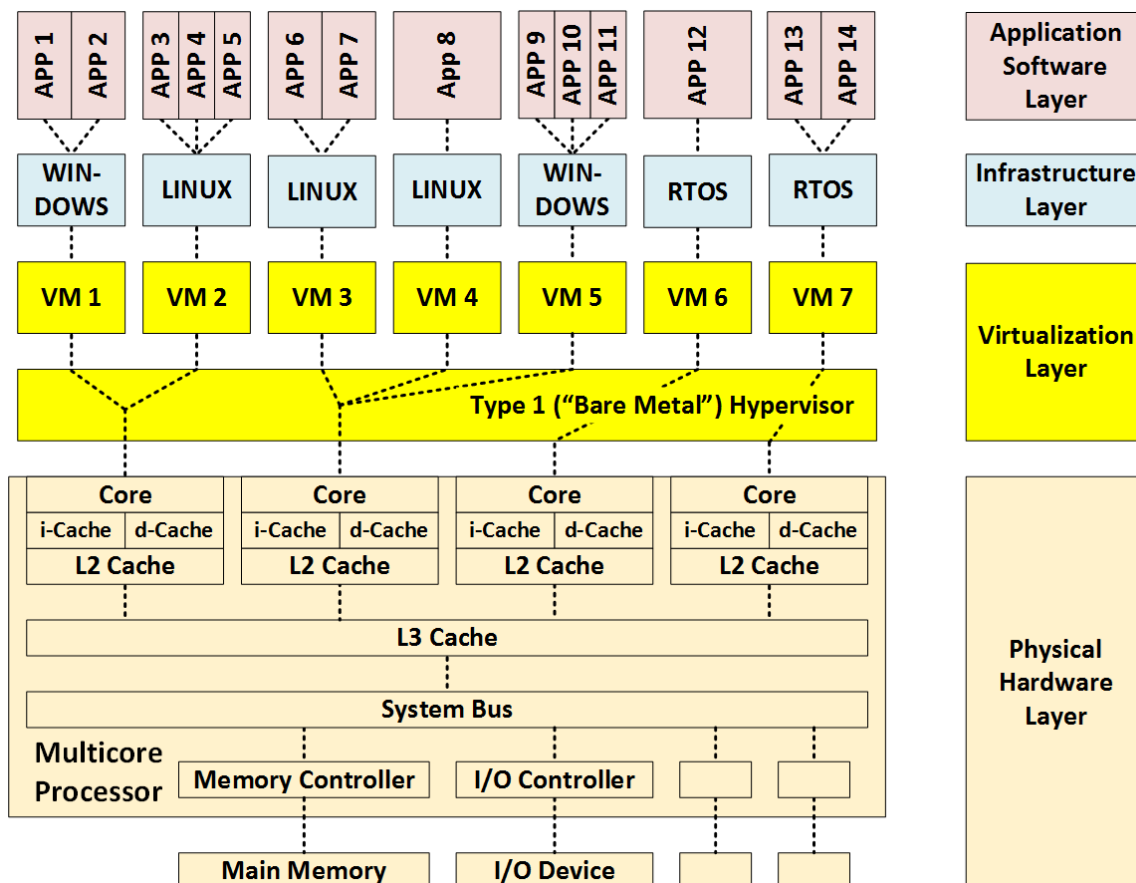 APP 1
APP 2
APP 3
APP 4
APP 5
APP 6
APP 7
App 8
APP 9
APP 10
APP 11
APP 12
APP 13
APP 14
Application
Software
Layer
WIN-
DOWS
LINUX
LINUX
LINUX
WIN-
DOWS
RTOS
RTOS
Infrastructure
Layer
VM 1
VM 2
VM 3
VM 4
VM 5
VM 6
VM 7
Type 1 (“Bare Metal”) Hypervisor
Virtualization
Layer
Core
i-Cache
d-Cache
L2 Cache
Core
i-Cache
d-Cache
L2 Cache
Core
i-Cache
d-Cache
L2 Cache
Core
i-Cache
d-Cache
L2 Cache
L3 Cache
System Bus
Multicore
Processor
Memory Controller
I/O Controller
Main Memory
I/O Device
Physical
Hardware
Layer